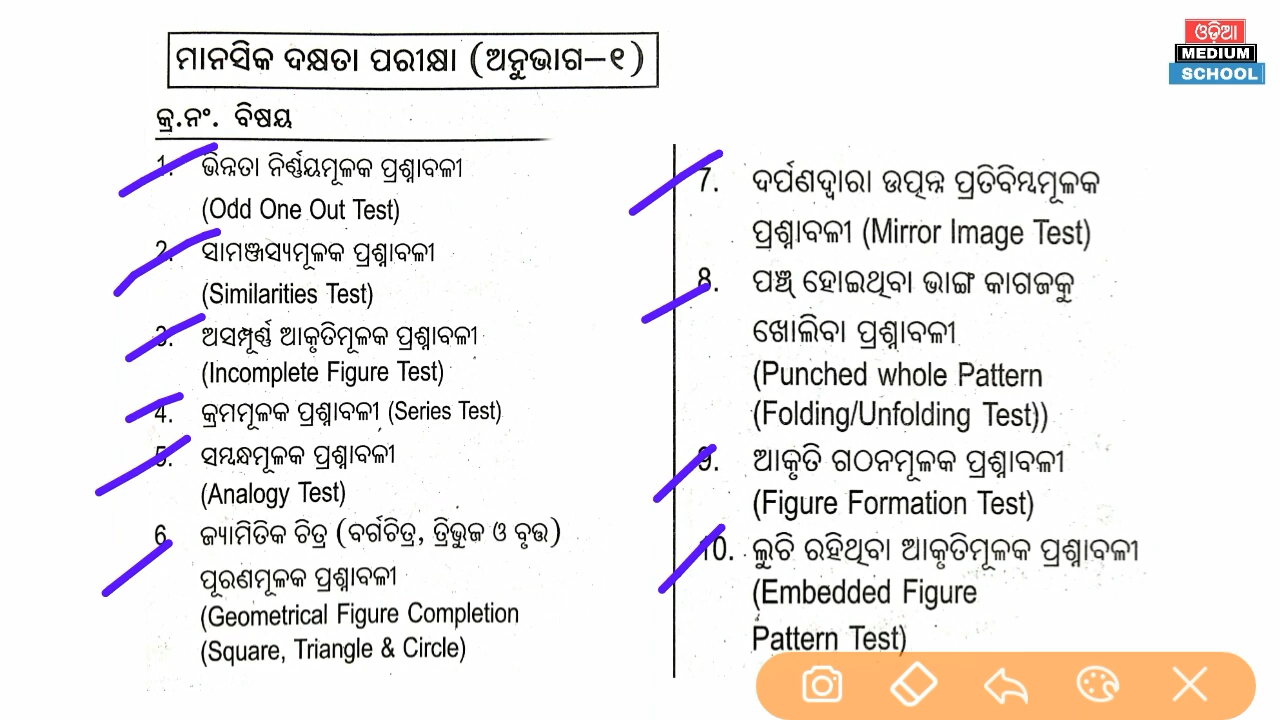 ମାନସିକ ଦକ୍ଷତା ପରୀକ୍ଷା (ଅନୁଭାଗ–୧)
ଓଡ଼ିଆ
MEDIUM
SCHOOL
କ୍ର.ନଂ. ବିଷୟ
1. ଭିନ୍ନତା ନିର୍ଣ୍ଣୟମୂଳକ ପ୍ରଶ୍ନାବଳୀ
(Odd One Out Test)
2. ସାମଞ୍ଜସ୍ୟମୂଳକ ପ୍ରଶ୍ନାବଳୀ
(Similarities Test)
3. ଅସମ୍ପୂର୍ଣ୍ଣ ଆକୃତିମୂଳକ ପ୍ରଶ୍ନାବଳୀ
(Incomplete Figure Test)
4. କ୍ରମମୂଳକ ପ୍ରଶ୍ନାବଳୀ (Series Test)
5. ସମ୍ବନ୍ଧମୂଳକ ପ୍ରଶ୍ନାବଳୀ
(Analogy Test)
6. ଜ୍ୟାମିତିକ ଚିତ୍ର (ବର୍ଗଚିତ୍ର, ତ୍ରିଭୁଜ ଓ ବୃତ୍ତ)
ପୂରଣମୂଳକ ପ୍ରଶ୍ନାବଳୀ
(Geometrical Figure Completion
(Square, Triangle & Circle)
7. ଦର୍ପଣଦ୍ୱାରା ଉତ୍ପନ୍ନ ପ୍ରତିବିମ୍ବମୂଳକ
ପ୍ରଶ୍ନାବଳୀ (Mirror Image Test)
8. ପଞ୍ଚ୍ ହୋଇଥିବା ଭାଙ୍ଗ କାଗଜକୁ
ଖୋଲିବା ପ୍ରଶ୍ନାବଳୀ
(Punched whole Pattern
(Folding/Unfolding Test))
9. ଆକୃତି ଗଠନମୂଳକ ପ୍ରଶ୍ନାବଳୀ
(Figure Formation Test)
10. ଲୁଚି ରହିଥିବା ଆକୃତିମୂଳକ ପ୍ରଶ୍ନାବଳୀ
(Embedded Figure
Pattern Test)